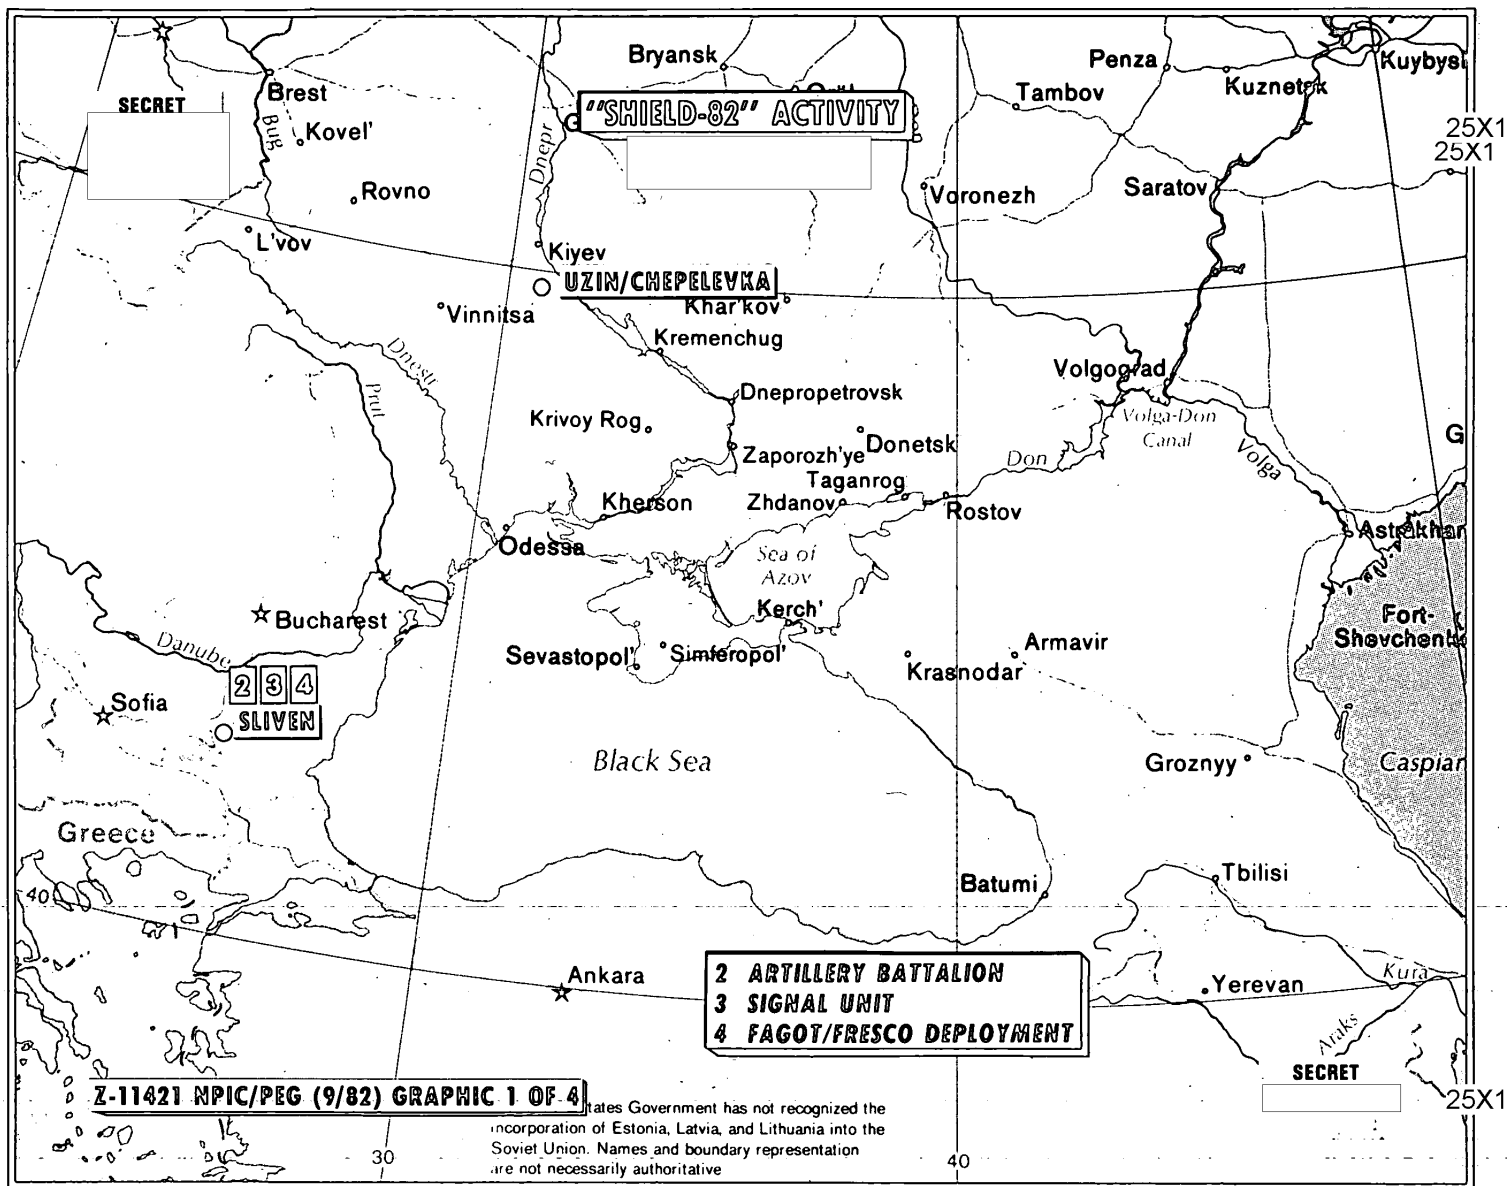 Bryansk
Penza
Kuybys
Kuznetsk
Tambov
Brest
SECRET
Bug
Kovel'
Dnepr
G
"SHIELD-82" ACTIVITY
25X1
25X1
Rovno
Voronezh
Saratov
L'vov
Kiyev
UZIN/CHEPELEVKA
Khar'kov
Vinnitsa
Kremenchug
Dnestr
Prut
Volgograd
Dnepropetrovsk
Volga-Don
Canal
Krivoy Rog
Donetsk
G
Zaporozh'ye
Don
Volga
Taganrog
Kherson
Zhdanov
Rostov
Astrakhan
Odessa
Sea of
Azov
Kerch'
Bucharest
Fort-
Shevchenk
Danube
Armavir
Sevastopol'
Simferopol'
Krasnodar
2 3 4
Sofia
SLIVEN
Black Sea
Groznyy
Caspian
Greece
Tbilisi
Batumi
40
Ankara
2 ARTILLERY BATTALION
3 SIGNAL UNIT
4 FAGOT/FRESCO DEPLOYMENT
Kura
Yerevan
Araks
SECRET
25X1
Z-11421 NPIC/PEG (9/82) GRAPHIC 1 OF 4
tates Government has not recognized the
incorporation of Estonia, Latvia, and Lithuania into the
Soviet Union. Names and boundary representation
are not necessarily authoritative
30
40